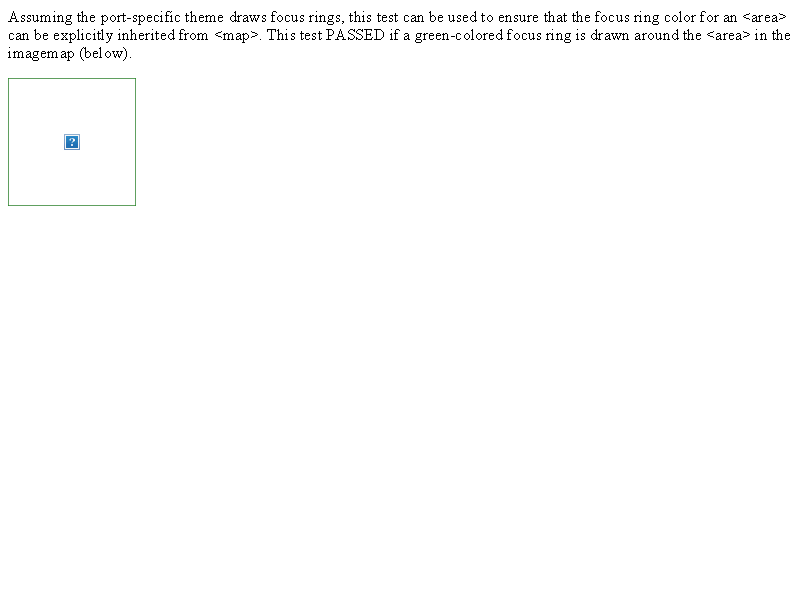 Assuming the port-specific theme draws focus rings, this test can be used to ensure that the focus ring color for an <area>
can be explicitly inherited from <map>. This test PASSED if a green-colored focus ring is drawn around the <area> in the
imagemap (below).
?